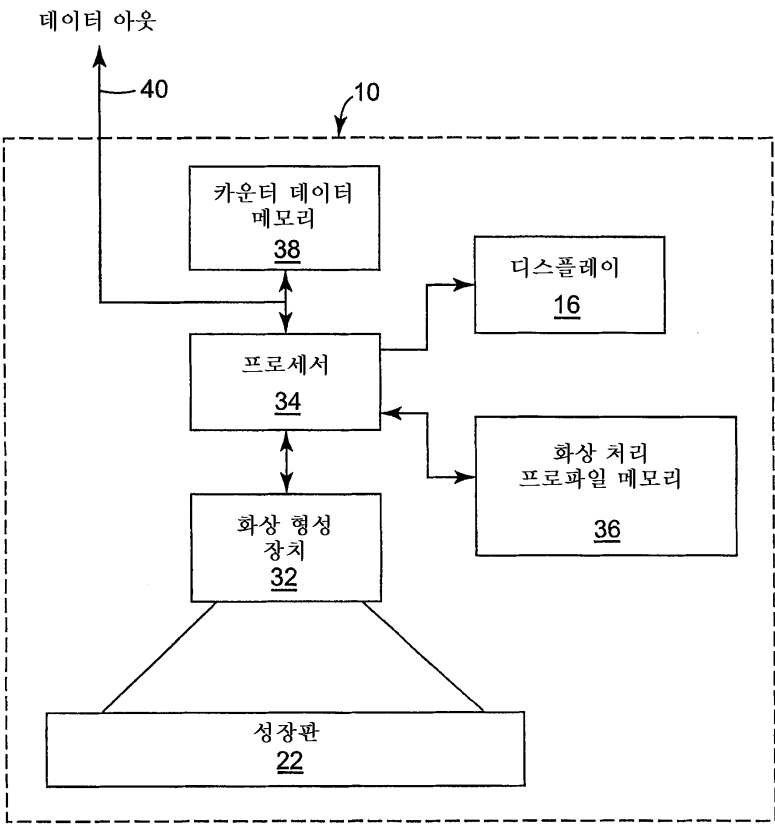 데이터 아웃
40
10
카운터 데이터
메모리
38
디스플레이
16
프로세서
34
화상 처리
프로파일 메모리
36
화상 형성
장치
32
성장판
22